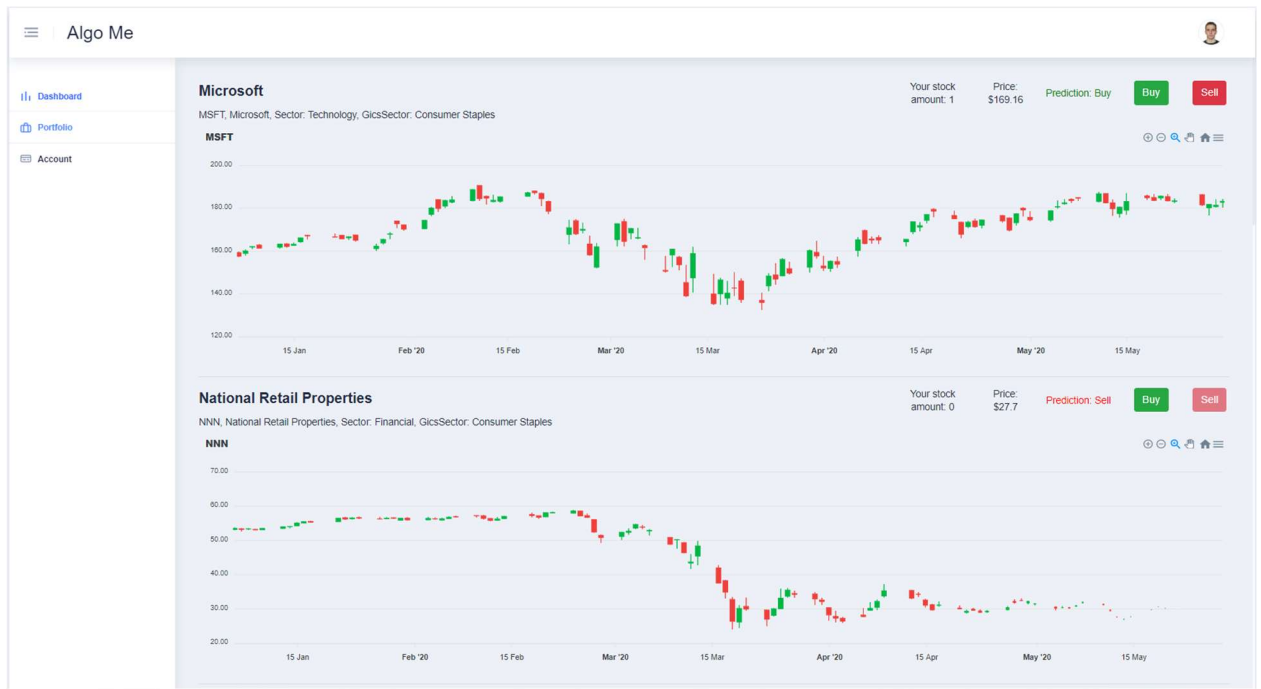 Algo Me
Dashboard
Portfolio
Account
Microsoft
Your stock amount: 1
Price: $169.16
Prediction: Buy
Buy
Sell
MSFT, Microsoft, Sector: Technology, GicsSector: Consumer Staples
MSFT
200.00
180.00
160.00
140.00
120.00
15 Jan Feb '20 15 Feb Mar '20 15 Mar Apr '20 15 Apr May '20 15 May
National Retail Properties
Your stock amount: 0
Price: $27.7
Prediction: Sell
Buy
Sell
NNN, National Retail Properties, Sector: Financial, GicsSector: Consumer Staples
NNN
70.00
60.00
50.00
40.00
30.00
20.00
15 Jan Feb '20 15 Feb Mar '20 15 Mar Apr '20 15 Apr May '20 15 May